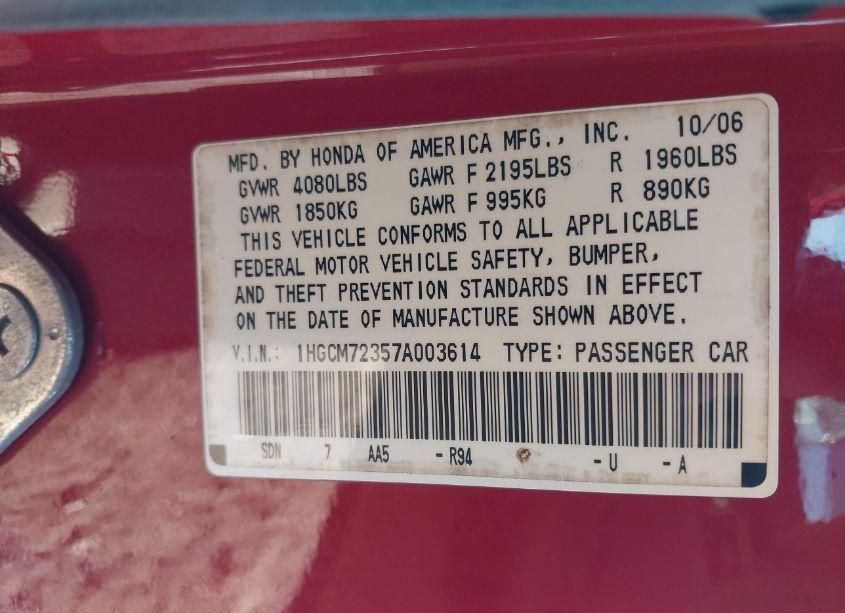 MFD. BY HONDA OF AMERICA MFG., INC. 10/06
GVWR 4080LBS GAWR F 2195LBS R 1960LBS
GVWR 1850KG GAWR F 995KG R 890KG
THIS VEHICLE CONFORMS TO ALL APPLICABLE
FEDERAL MOTOR VEHICLE SAFETY, BUMPER,
AND THEFT PREVENTION STANDARDS IN EFFECT
ON THE DATE OF MANUFACTURE SHOWN ABOVE.
V.I.N.: 1HGCM72357A003614 TYPE: PASSENGER CAR
SDN 7 AA5 - R94 - U - A